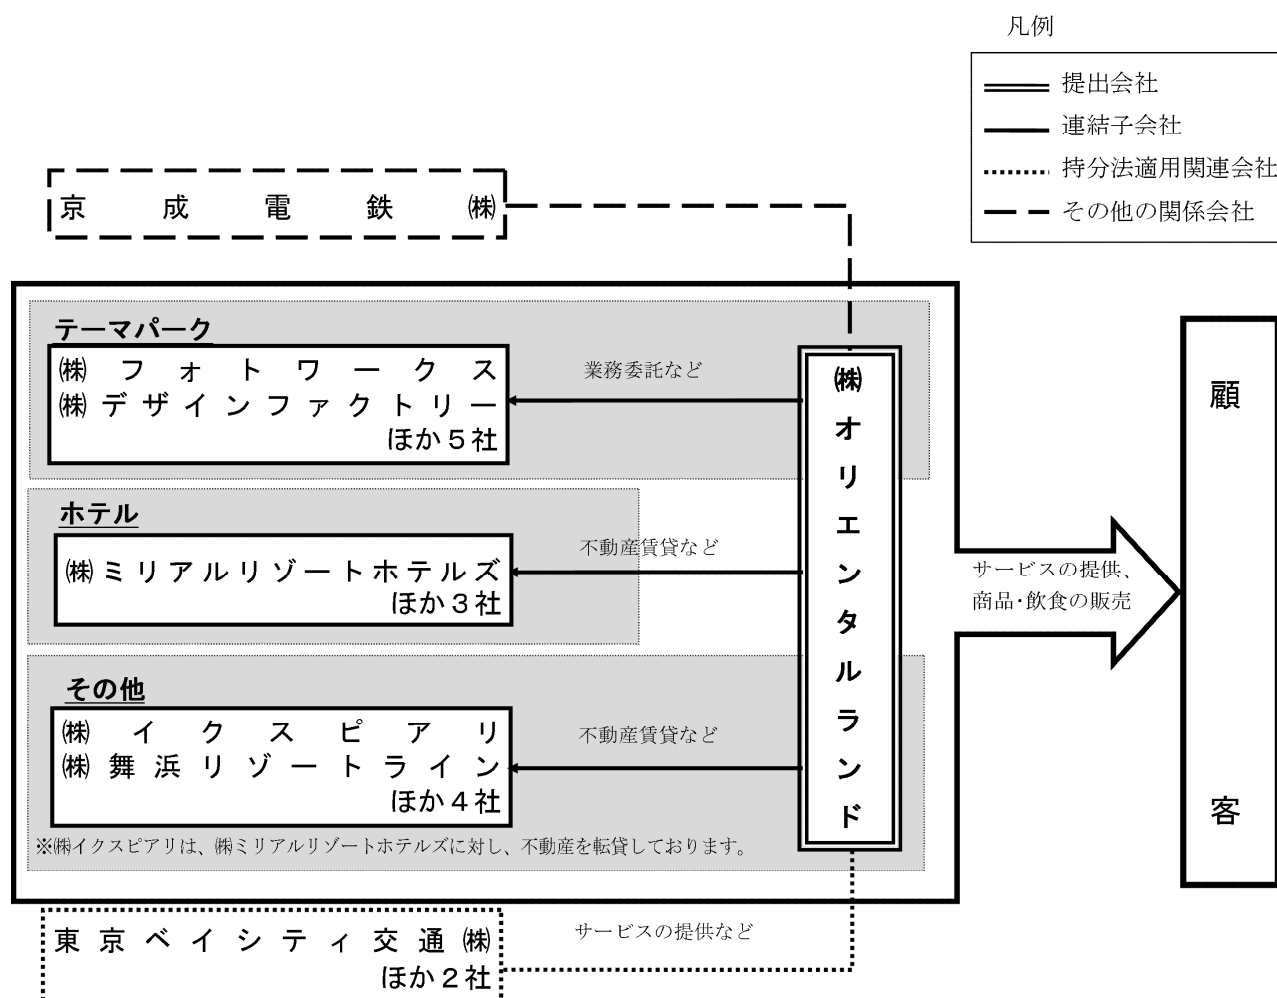 凡例
提出会社
連結子会社
持分法適用関連会社
その他の関係会社
京成電鉄㈱
テーマパーク
㈱フォトワークス
㈱デザインファクトリー
ほか5社
業務委託など
ホテル
㈱ミリアルリゾートホテルズ
ほか3社
不動産賃貸など
その他
㈱イクスピアリ
㈱舞浜リゾートライン
ほか4社
不動産賃貸など
※㈱イクスピアリは、㈱ミリアルリゾートホテルズに対し、不動産を転貸しております。
㈱オリエンタルランド
サービスの提供、
商品・飲食の販売
顧客
東京ベイシティ交通㈱
ほか2社
サービスの提供など